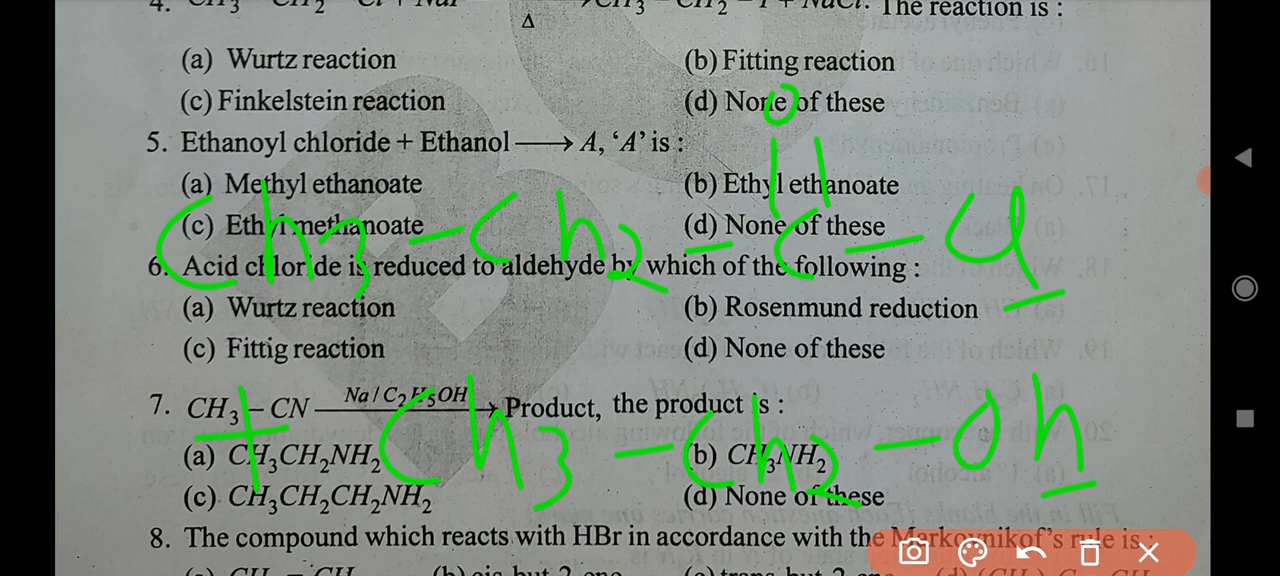 The reaction is :
Δ
(a) Wurtz reaction (b) Fitting reaction
(c) Finkelstein reaction (d) None of these
5. Ethanoyl chloride + Ethanol ⟶ A, ‘A’ is :
(a) Methyl ethanoate (b) Ethyl ethanoate
(c) Ethyl methanoate (d) None of these
Ch3 – Ch2 – C – Cl
O
6. Acid chloride is reduced to aldehyde by which of the following :
(a) Wurtz reaction (b) Rosenmund reduction
(c) Fittig reaction (d) None of these
7. CH3 – CN —Na / C2H5OH→ Product, the product is :
+ Ch3 – Ch2 – Oh
(a) CH3CH2NH2 (b) CH3NH2
(c) CH3CH2CH2NH2 (d) None of these
8. The compound which reacts with HBr in accordance with the Markovnikof’s rule is :